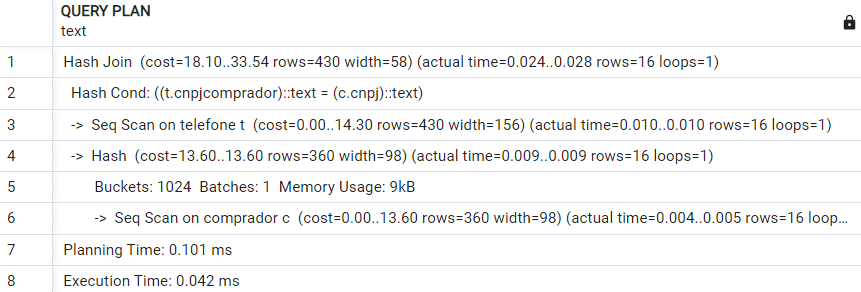 QUERY PLAN
text
1 Hash Join (cost=18.10..33.54 rows=430 width=58) (actual time=0.024..0.028 rows=16 loops=1)
2 Hash Cond: ((t.cnpjcomprador)::text = (c.cnpj)::text)
3 -> Seq Scan on telefone t (cost=0.00..14.30 rows=430 width=156) (actual time=0.010..0.010 rows=16 loops=1)
4 -> Hash (cost=13.60..13.60 rows=360 width=98) (actual time=0.009..0.009 rows=16 loops=1)
5 Buckets: 1024 Batches: 1 Memory Usage: 9kB
6 -> Seq Scan on comprador c (cost=0.00..13.60 rows=360 width=98) (actual time=0.004..0.005 rows=16 loop...
7 Planning Time: 0.101 ms
8 Execution Time: 0.042 ms